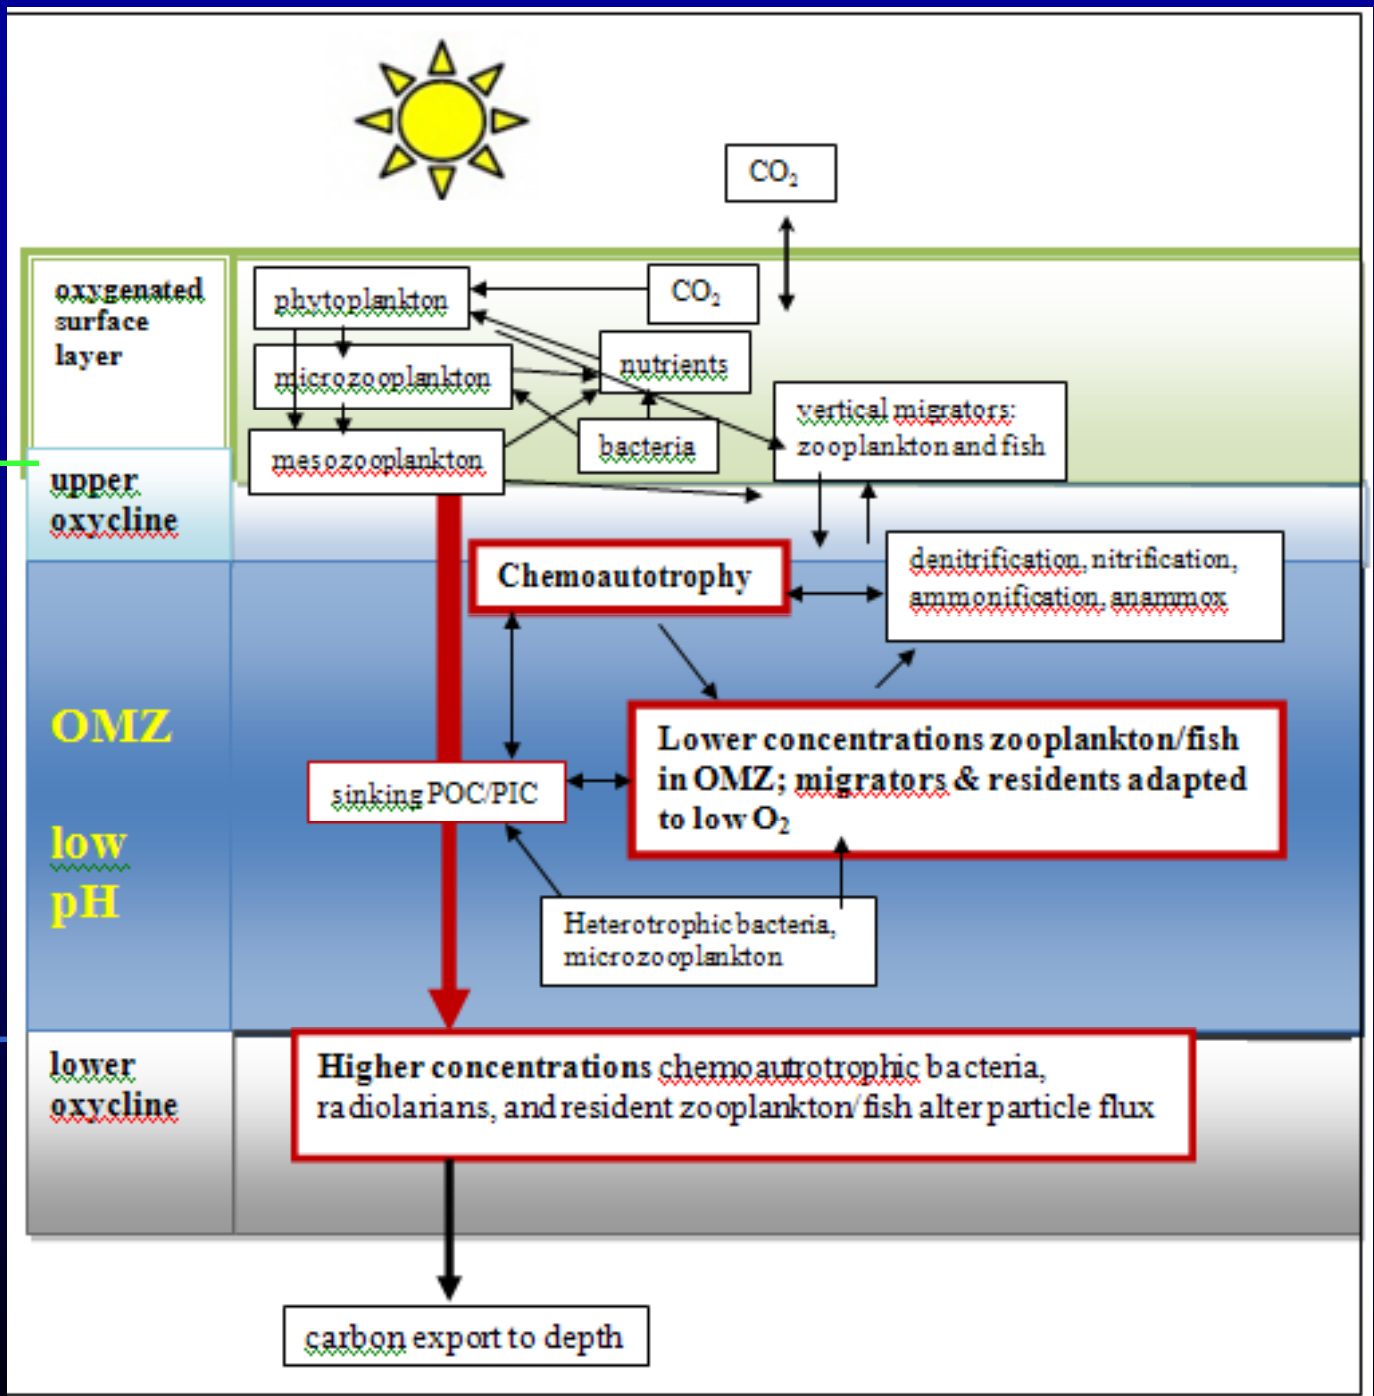 CO₂
oxygenated
surface
layer
phytoplankton
CO₂
microzooplankton
nutrients
mesozooplankton
bacteria
vertical migrators:
zooplankton and fish
upper
oxycline
Chemoautotrophy
denitrification, nitrification,
ammonification, anammox
OMZ
low
pH
Lower concentrations zooplankton/fish
in OMZ; migrators & residents adapted
to low O₂
sinking POC/PIC
Heterotrophic bacteria,
microzooplankton
lower
oxycline
Higher concentrations chemoautrotrophic bacteria,
radiolarians, and resident zooplankton/fish alter particle flux
carbon export to depth